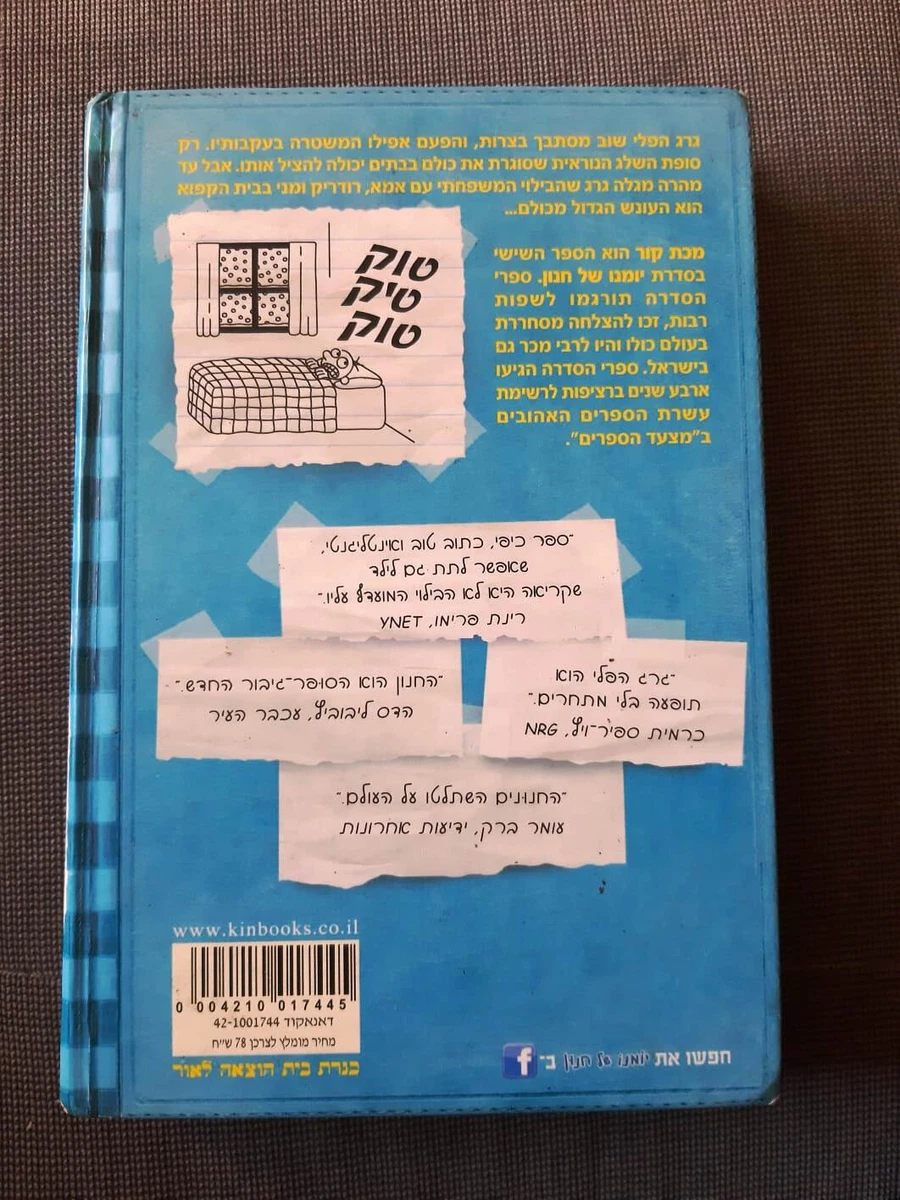 גרג הפלי שוב מסתבך בצרות, והפעם אפילו המשטרה בעקבותיו. רק
סופת השלג הנוראית שסוגרת את כולם בבתים יכולה להציל אותו. אבל עד
מהרה מגלה גרג שהבילוי המשפחתי עם אמא, רודריק ומני בבית הקפוא
הוא העונש הגדול מכולם...
טוק
טיק
טוק
מכת קור הוא הספר השישי
בסדרת יומנו של חנון. ספרי
הסדרה תורגמו לשפות
רבות, זכו להצלחה מסחררת
בעולם כולו והיו לרבי מכר גם
בישראל. ספרי הסדרה הגיעו
ארבע שנים ברציפות לרשימת
עשרת הספרים האהובים
ב"מצעד הספרים".
"ספר כיפי, כתוב טוב ואינטליגנטי,
שאפשר לתת גם לילד
שקריאה היא לא הבילוי המועדף עליו."
רינת פרימו, YNET
"החנון הוא הסופר־גיבור החדש."
הדס ליבוביץ, עכבר העיר
"גרג הפלי הוא
תופעה בלי מתחרים."
כרמית ספיר־ויץ, NRG
"החנונים השתלטו על העולם."
עומר ברק, ידיעות אחרונות
www.kinbooks.co.il
0 004210 017445
דאנאקוד 42-1001744
מחיר מומלץ לצרכן 78 ש"ח
כנרת בית הוצאה לאור
חפשו את יומנו של חנון ב־f